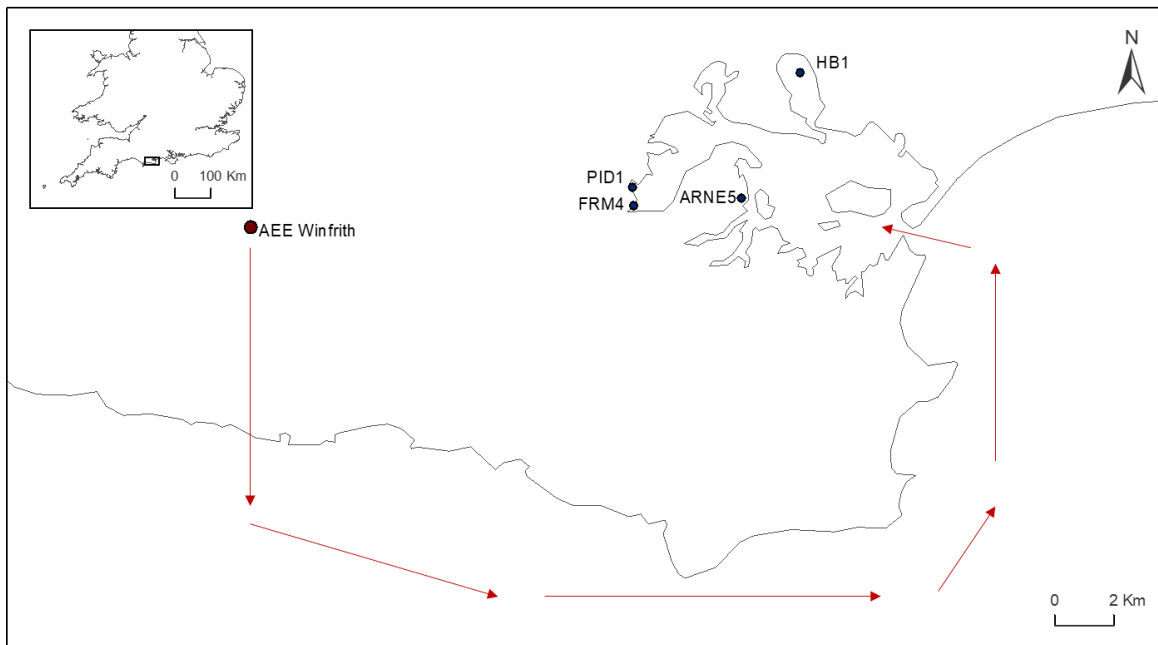 N
HB1
PID1
FRM4
ARNE5
0 100 Km
AEE Winfrith
0 2 Km